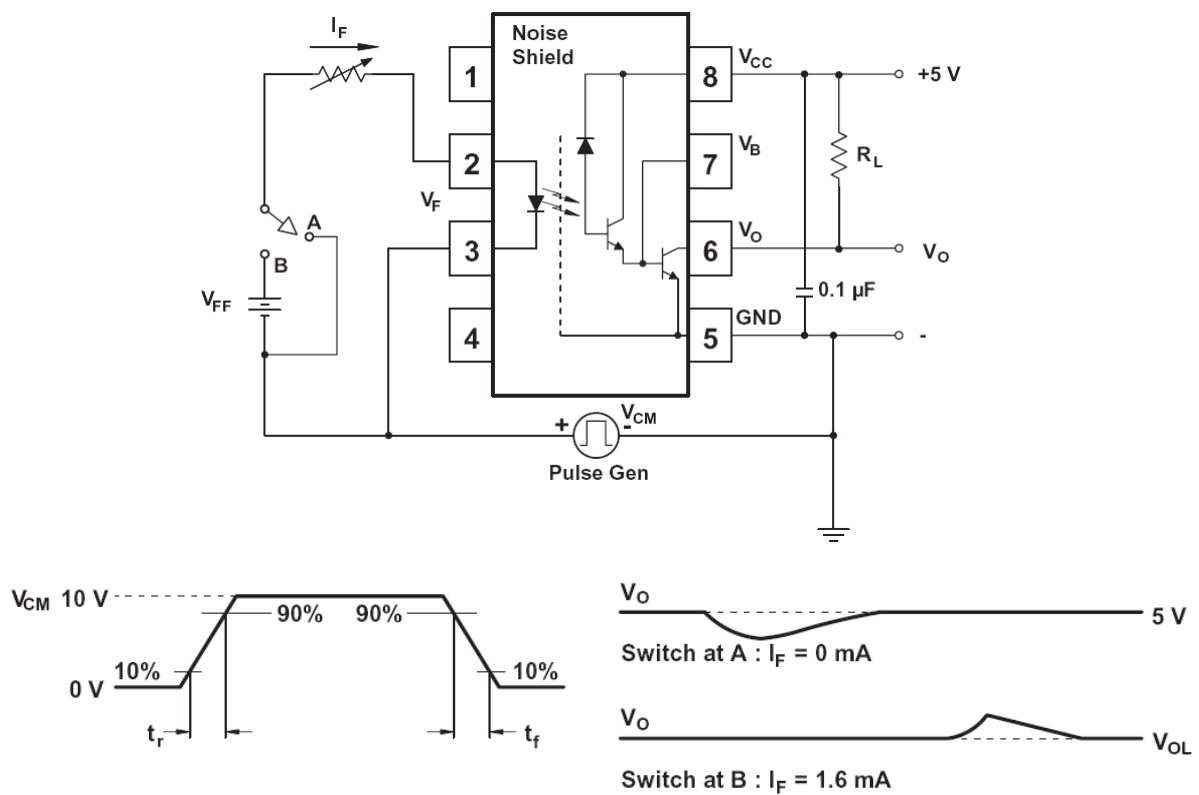 I_F
Noise
Shield
1
8
V_CC
+5 V
2
7
V_B
R_L
V_F
A
3
6
V_O
V_O
B
V_FF
0.1 µF
4
5
GND
-
+
V_CM
-
Pulse Gen
V_CM 10 V
90%
90%
10%
10%
0 V
t_r
t_f
V_O
5 V
Switch at A : I_F = 0 mA
V_O
V_OL
Switch at B : I_F = 1.6 mA